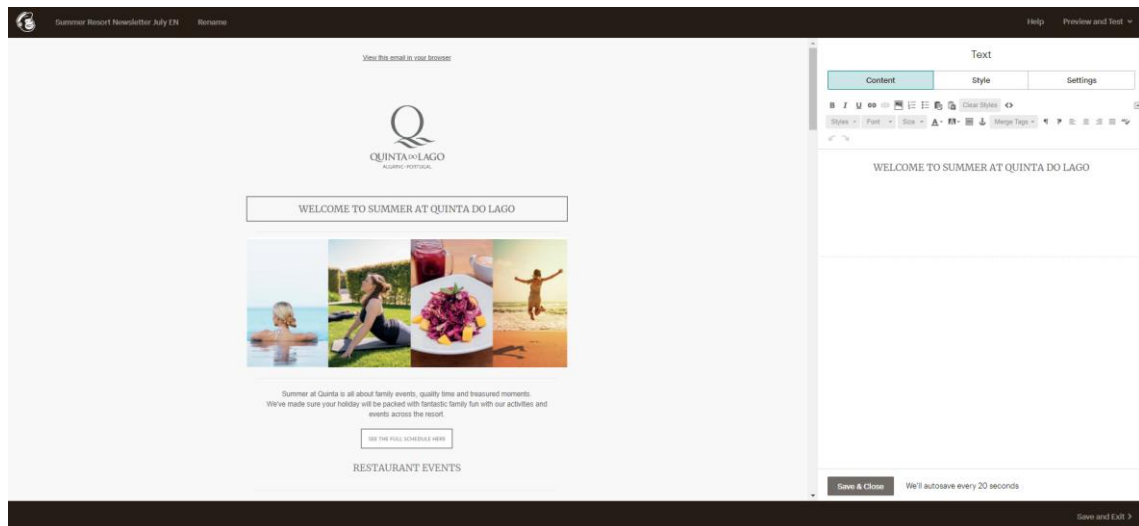 Summer Resort Newsletter July EN Rename Help Preview and Test
View this email in your browser
Q
QUINTA DO LAGO
ALGARVE · PORTUGAL
WELCOME TO SUMMER AT QUINTA DO LAGO
Summer at Quinta is all about family events, quality time and treasured moments.
We've made sure your holiday will be packed with fantastic family fun with our activities and
events across the resort.
SEE THE FULL SCHEDULE HERE
RESTAURANT EVENTS
Text
Content Style Settings
B I U Clear Styles <>
Styles Font Size A Merge Tags
WELCOME TO SUMMER AT QUINTA DO LAGO
Save & Close We'll autosave every 20 seconds
Save and Exit >